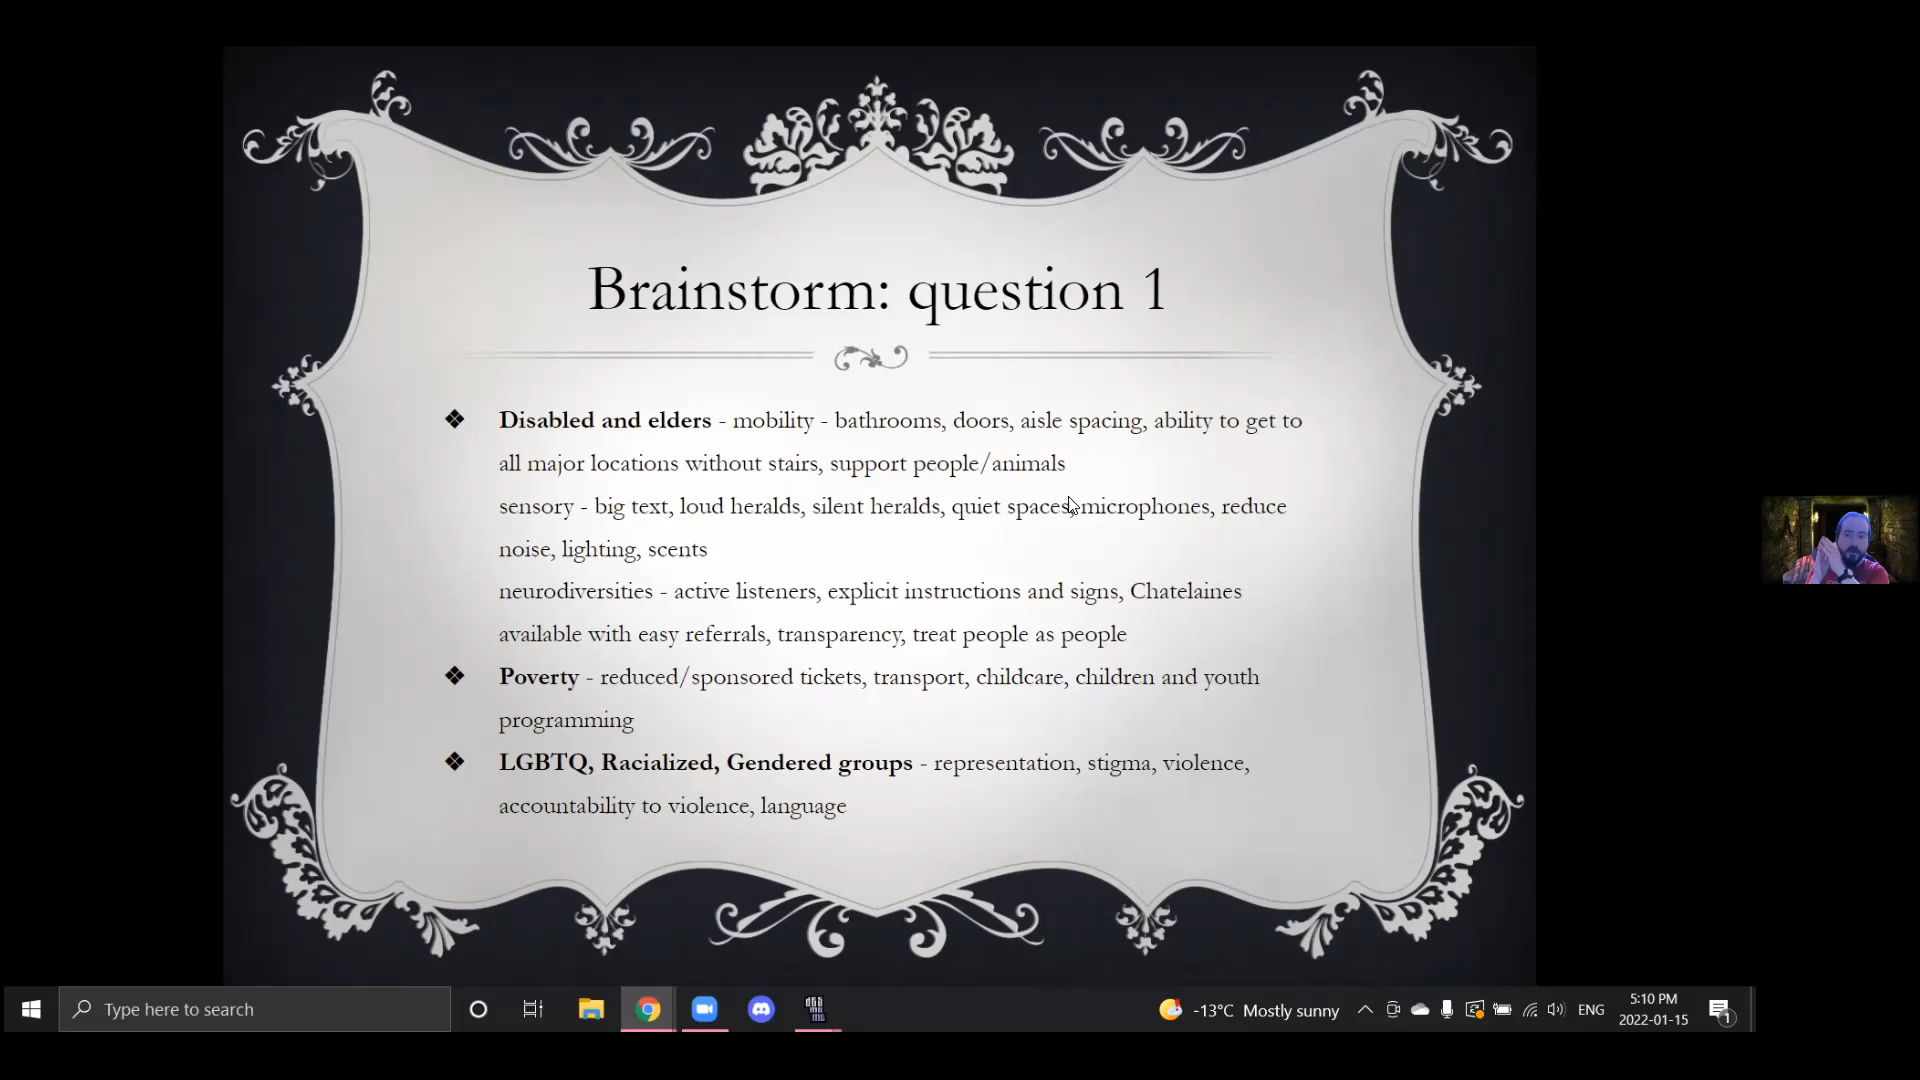 Brainstorm: question 1
❖ Disabled and elders - mobility - bathrooms, doors, aisle spacing, ability to get to
all major locations without stairs, support people/animals
sensory - big text, loud heralds, silent heralds, quiet spaces, microphones, reduce
noise, lighting, scents
neurodiversities - active listeners, explicit instructions and signs, Chatelaines
available with easy referrals, transparency, treat people as people
❖ Poverty - reduced/sponsored tickets, transport, childcare, children and youth
programming
❖ LGBTQ, Racialized, Gendered groups - representation, stigma, violence,
accountability to violence, language
Type here to search
-13°C Mostly sunny
ENG
5:10 PM
2022-01-15
1